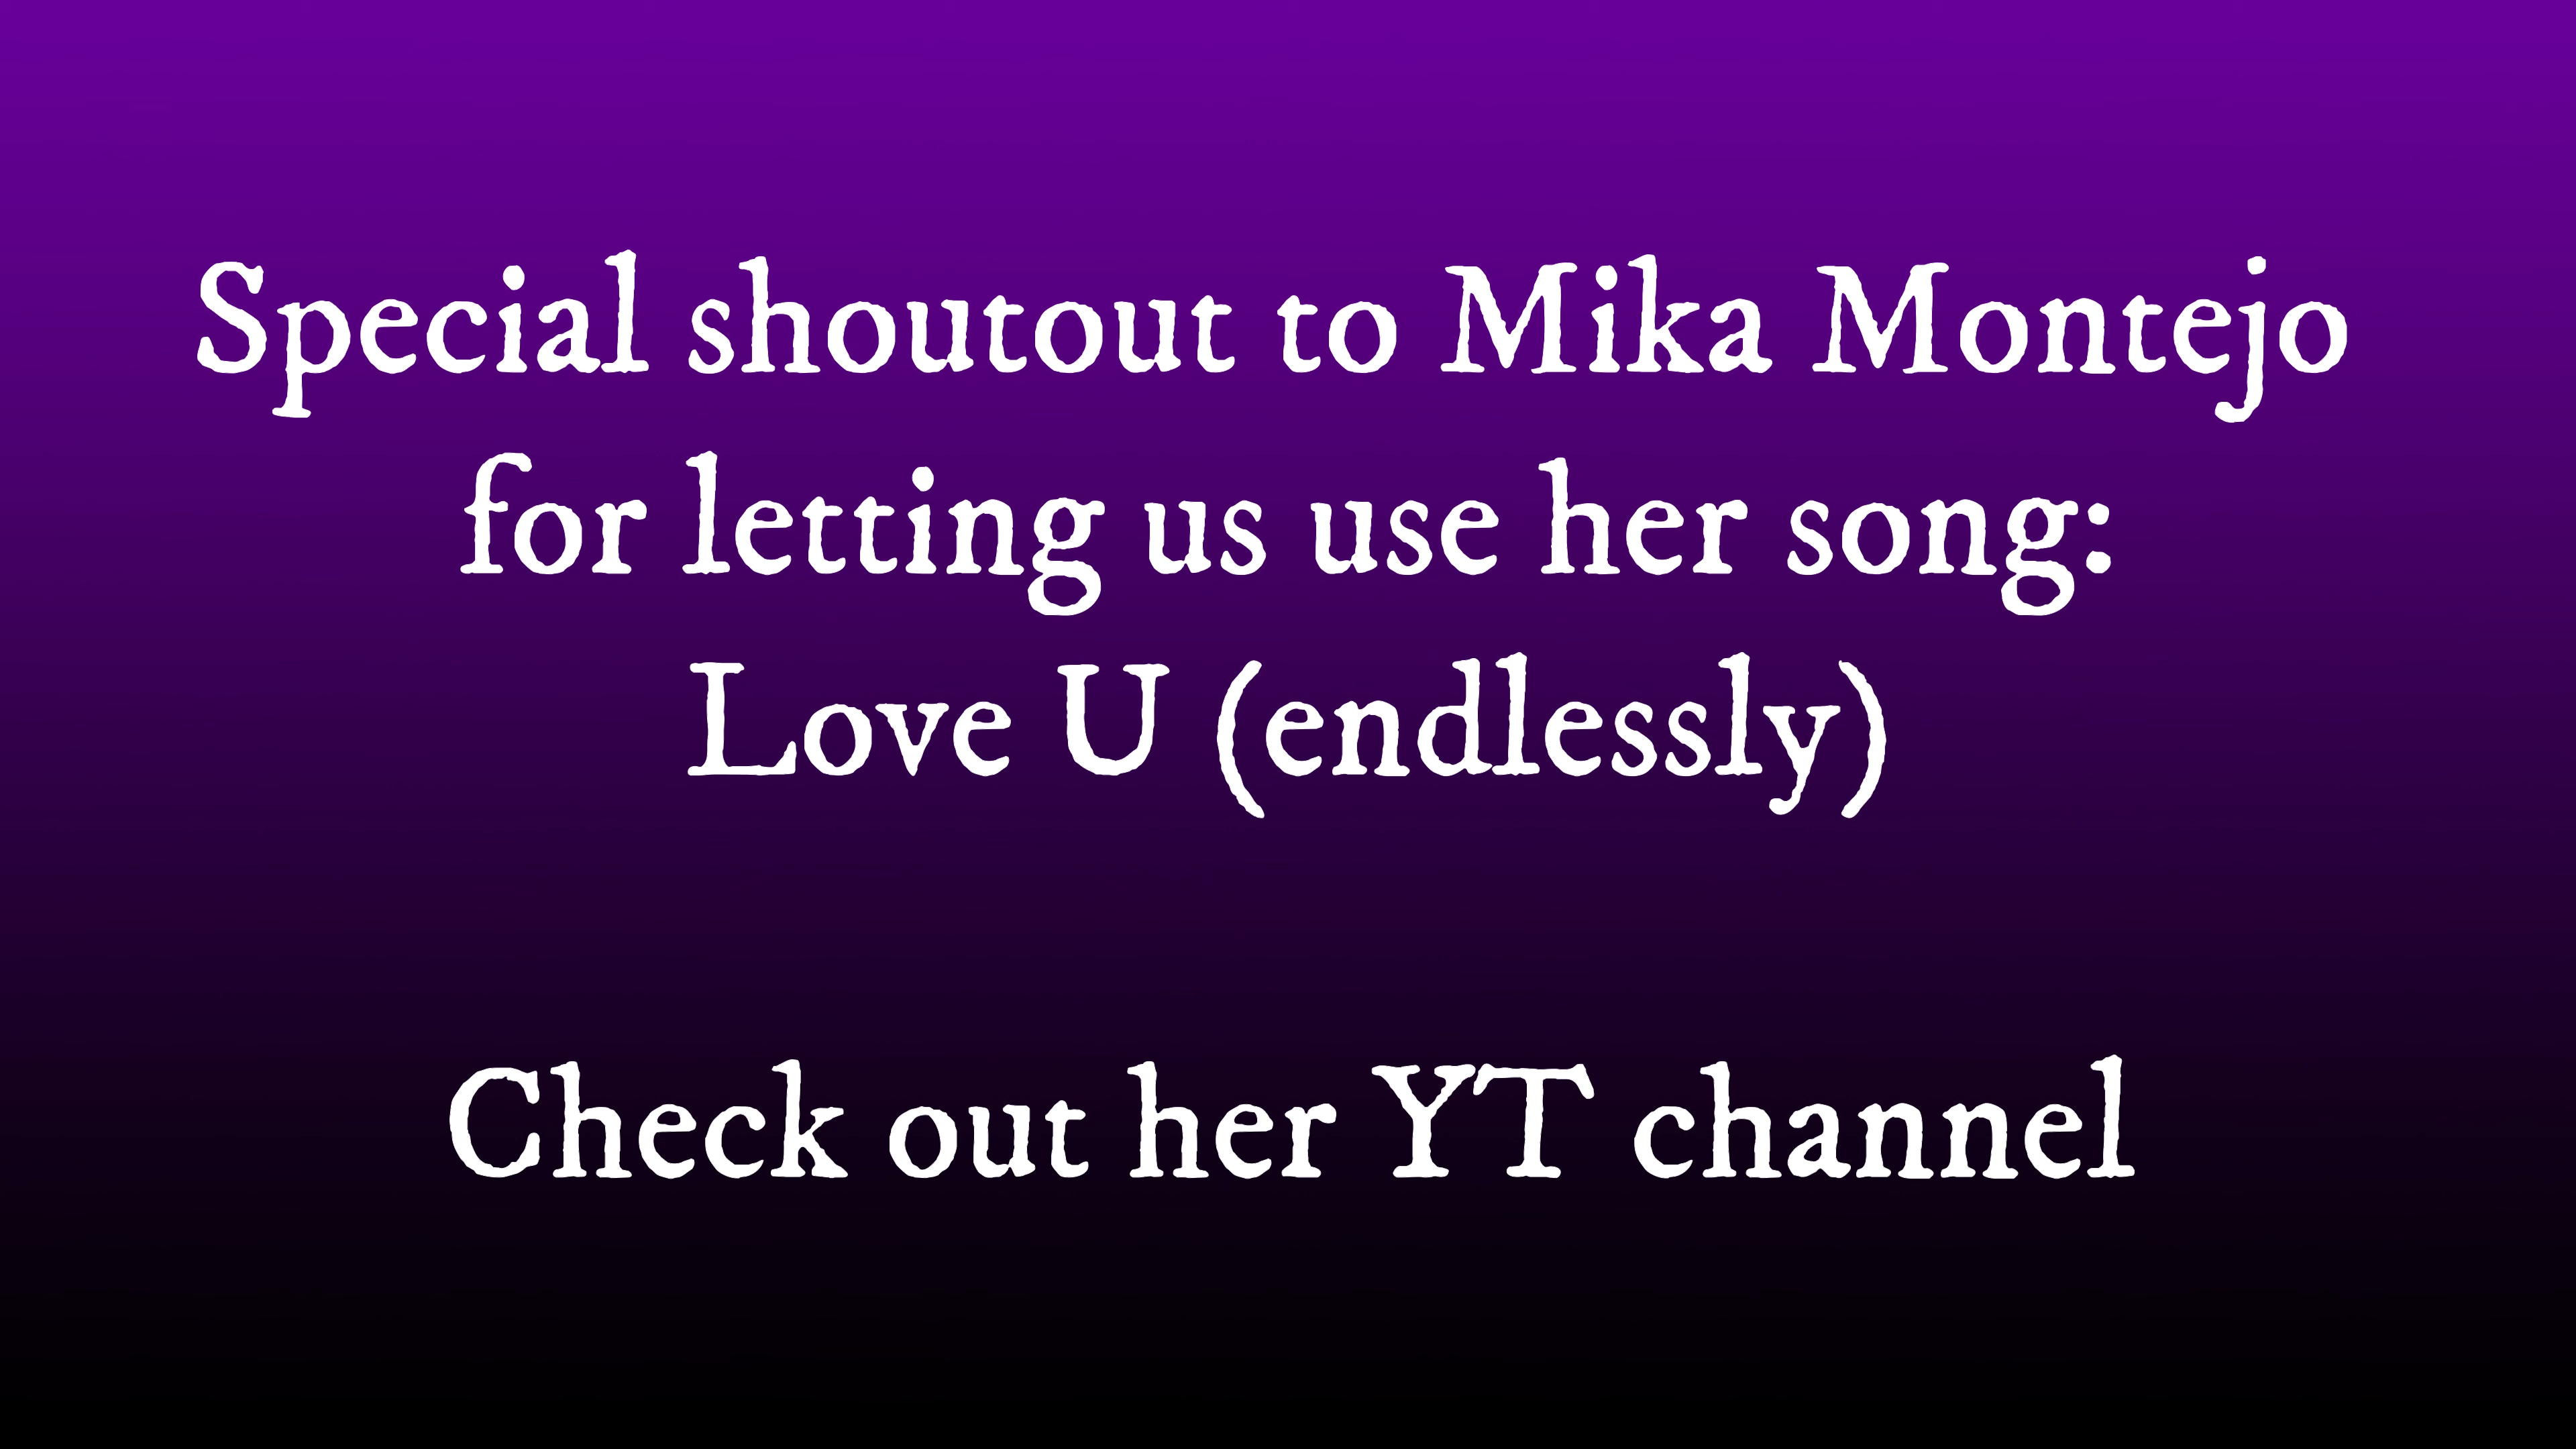 Special shoutout to Mika Montejo
for letting us use her song:
Love U (endlessly)
Check out her YT channel